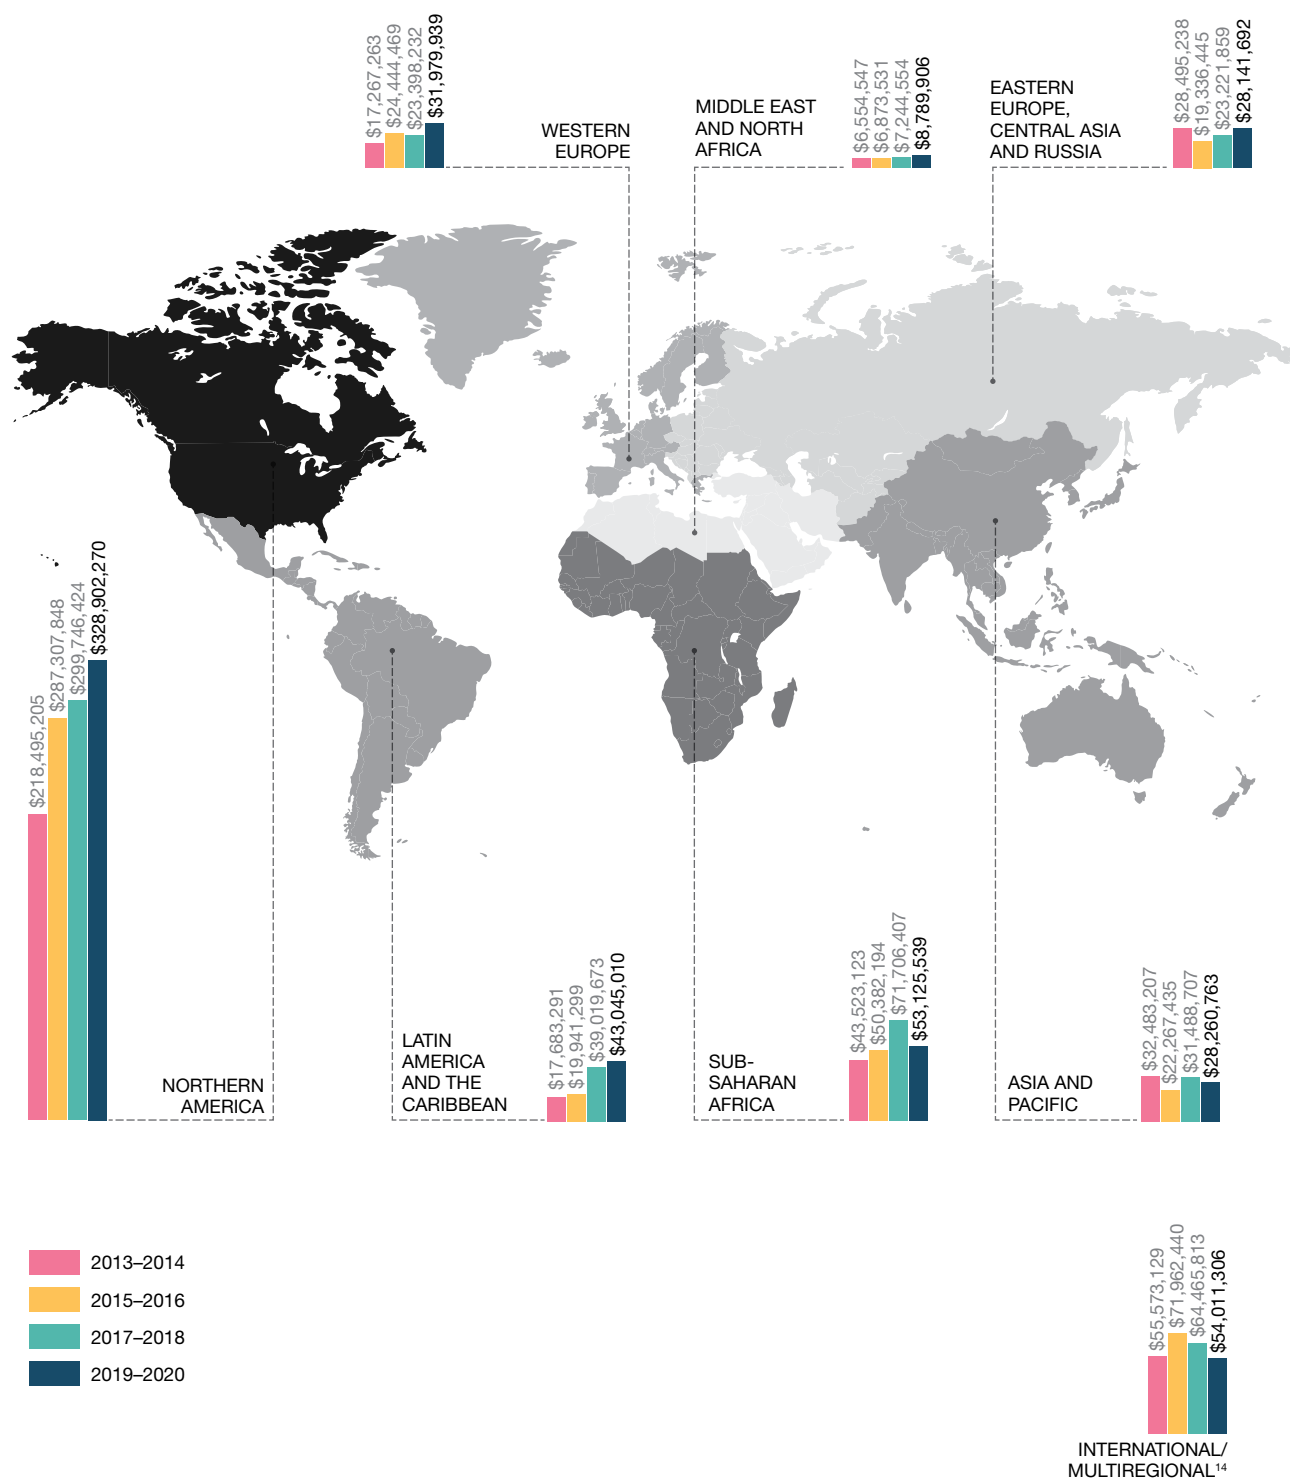 $17,267,263
$24,444,469
$23,398,232
$31,979,939
WESTERN
EUROPE
MIDDLE EAST
AND NORTH
AFRICA
$6,554,547
$6,873,531
$7,244,554
$8,789,906
EASTERN
EUROPE,
CENTRAL ASIA
AND RUSSIA
$28,495,238
$19,336,445
$23,221,859
$28,141,692
$218,495,205
$287,307,848
$299,746,424
$328,902,270
NORTHERN
AMERICA
LATIN
AMERICA
AND THE
CARIBBEAN
$17,683,291
$19,941,299
$39,019,673
$43,045,010
SUB-
SAHARAN
AFRICA
$43,523,123
$50,382,194
$71,706,407
$53,125,539
ASIA AND
PACIFIC
$32,483,207
$22,267,435
$31,488,707
$28,260,763
2013–2014
2015–2016
2017–2018
2019–2020
$55,573,129
$71,962,440
$64,465,813
$54,011,306
INTERNATIONAL/
MULTIREGIONAL¹⁴